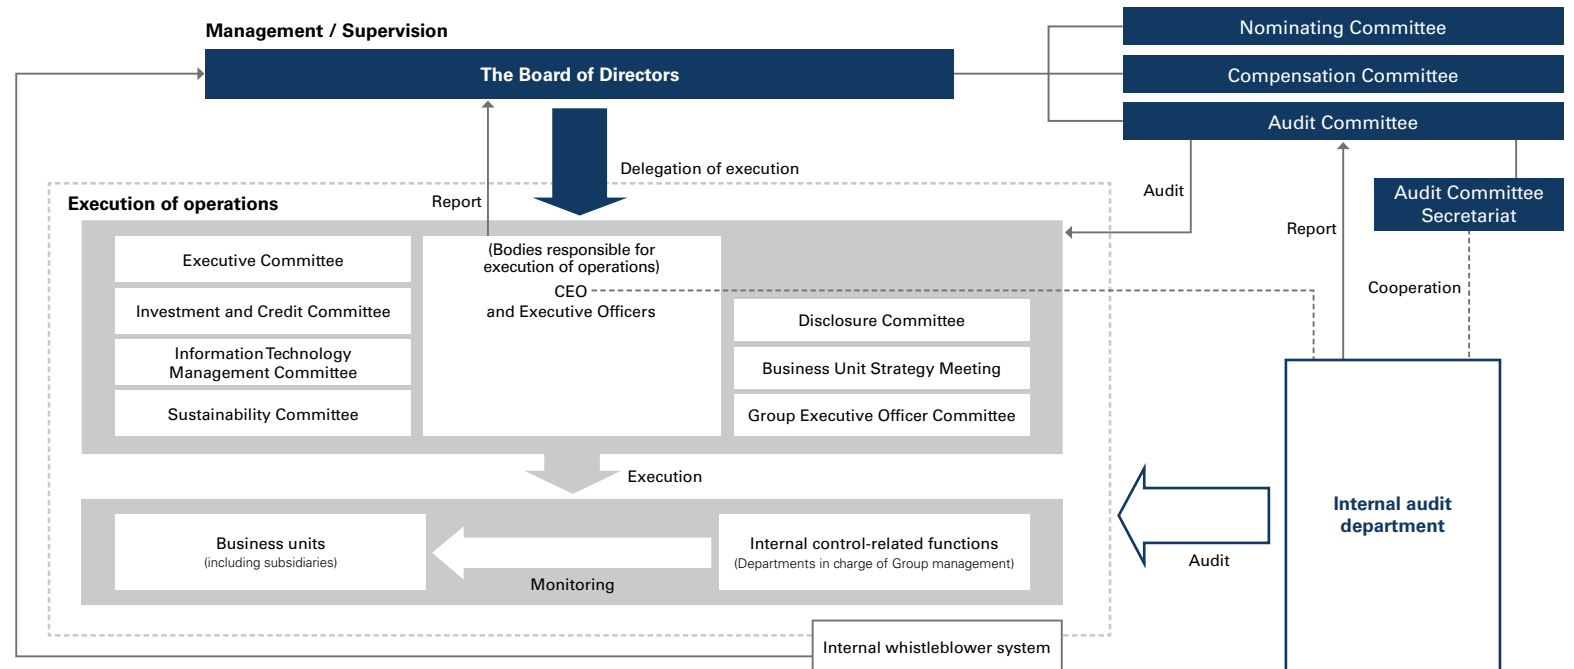 Management / Supervision
The Board of Directors
Nominating Committee
Compensation Committee
Audit Committee
Delegation of execution
Audit
Audit Committee
Secretariat
Execution of operations
Report
Report
Cooperation
Executive Committee
Investment and Credit Committee
Information Technology
Management Committee
Sustainability Committee
(Bodies responsible for
execution of operations)
CEO
and Executive Officers
Disclosure Committee
Business Unit Strategy Meeting
Group Executive Officer Committee
Execution
Business units
(including subsidiaries)
Monitoring
Internal control-related functions
(Departments in charge of Group management)
Audit
Internal audit
department
Internal whistleblower system